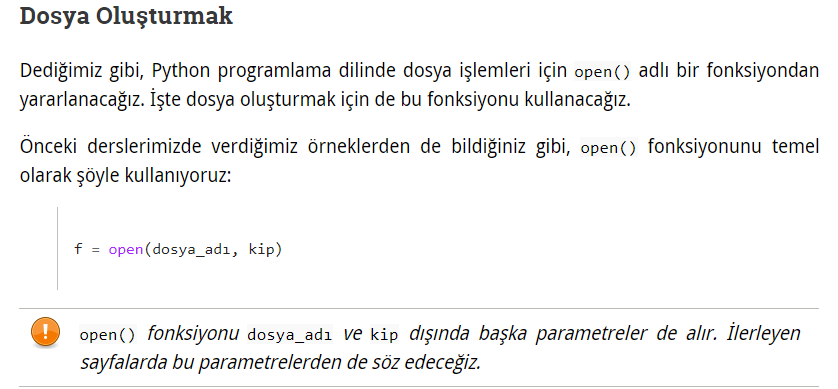 Dosya Oluşturmak
Dediğimiz gibi, Python programlama dilinde dosya işlemleri için open() adlı bir fonksiyondan
yararlanacağız. İşte dosya oluşturmak için de bu fonksiyonu kullanacağız.
Önceki derslerimizde verdiğimiz örneklerden de bildiğiniz gibi, open() fonksiyonunu temel
olarak şöyle kullanıyoruz:
f = open(dosya_adı, kip)
open() fonksiyonu dosya_adı ve kip dışında başka parametreler de alır. İlerleyen
sayfalarda bu parametrelerden de söz edeceğiz.